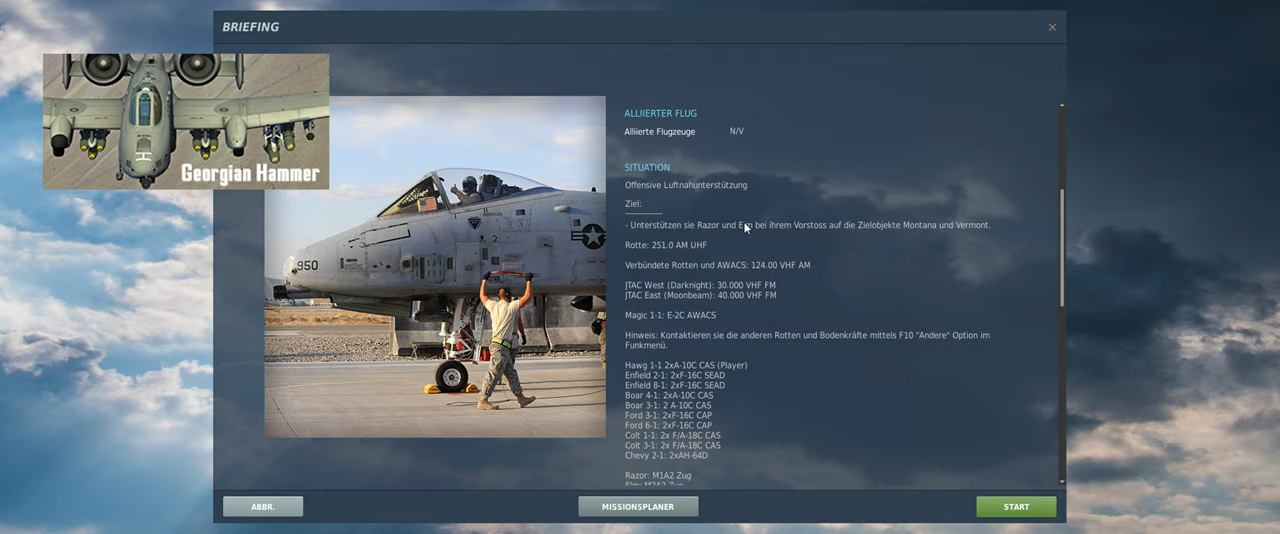 BRIEFING
Georgian Hammer
950
2
ALLIIERTER FLUG
Alliierte Flugzeuge N/V
SITUATION
Offensive Luftnahunterstützung
Ziel:
--------------
- Unterstützen sie Razor und Elm bei ihrem Vorstoss auf die Zielobjekte Montana und Vermont.
Rotte: 251.0 AM UHF
Verbündete Rotten und AWACS: 124.00 VHF AM
JTAC West (Darknight): 30.000 VHF FM
JTAC East (Moonbeam): 40.000 VHF FM
Magic 1-1: E-2C AWACS
Hinweis: Kontaktieren sie die anderen Rotten und Bodenkräfte mittels F10 "Andere" Option im
Funkmenü.
Hawg 1-1 2xA-10C CAS (Player)
Enfield 2-1: 2xF-16C SEAD
Enfield 8-1: 2xF-16C SEAD
Boar 4-1: 2xA-10C CAS
Boar 3-1: 2 A-10C CAS
Ford 3-1: 2xF-16C CAP
Ford 6-1: 2xF-16C CAP
Colt 1-1: 2x F/A-18C CAS
Colt 3-1: 2x F/A-18C CAS
Chevy 2-1: 2xAH-64D
Razor: M1A2 Zug
Elm: M2A2 Zug
ABBR.
MISSIONSPLANER
START